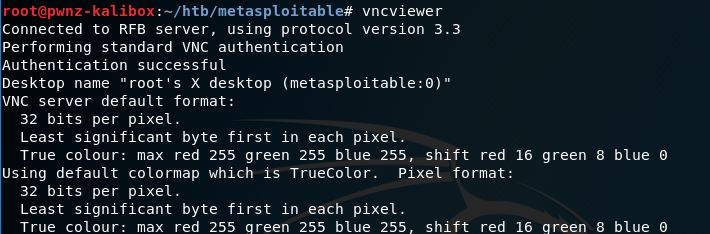 root@pwnz-kalibox:~/htb/metasploitable# vncviewer
Connected to RFB server, using protocol version 3.3
Performing standard VNC authentication
Authentication successful
Desktop name "root's X desktop (metasploitable:0)"
VNC server default format:
  32 bits per pixel.
  Least significant byte first in each pixel.
  True colour: max red 255 green 255 blue 255, shift red 16 green 8 blue 0
Using default colormap which is TrueColor.  Pixel format:
  32 bits per pixel.
  Least significant byte first in each pixel.
  True colour: max red 255 green 255 blue 255, shift red 16 green 8 blue 0